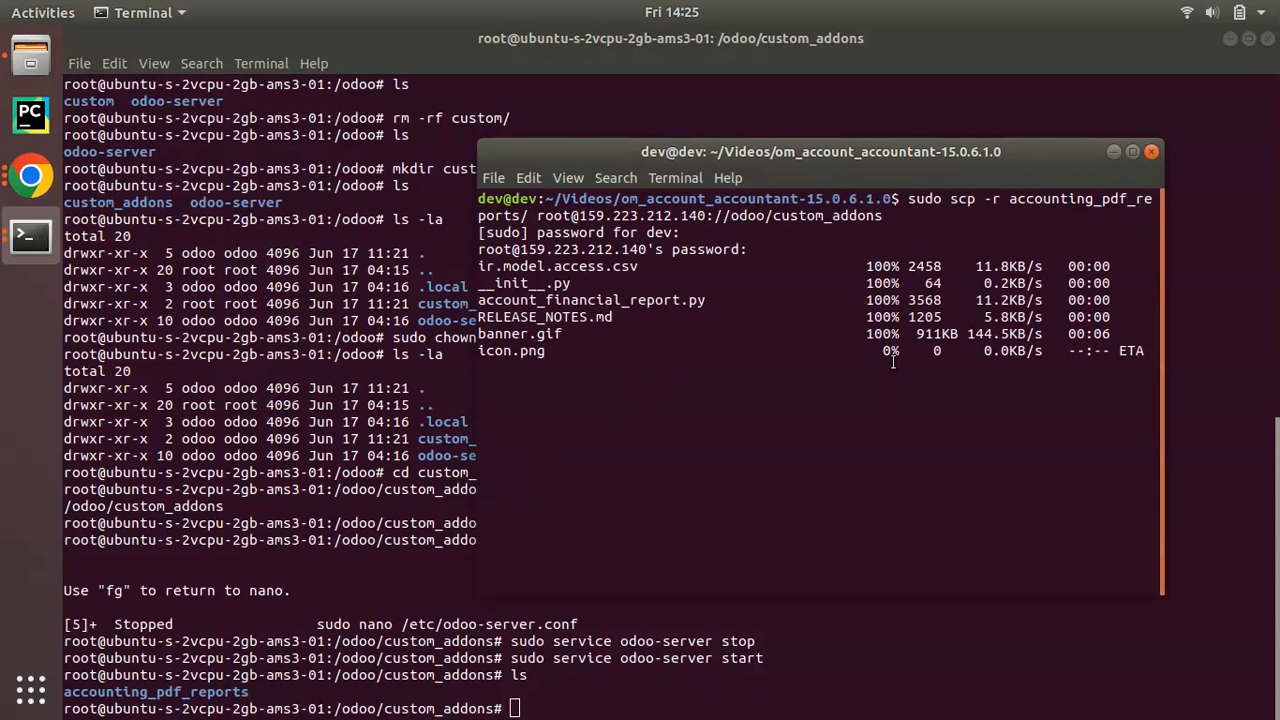 Activities Terminal Fri 14:25
root@ubuntu-s-2vcpu-2gb-ams3-01: /odoo/custom_addons
File Edit View Search Terminal Help
root@ubuntu-s-2vcpu-2gb-ams3-01:/odoo# ls
custom odoo-server
root@ubuntu-s-2vcpu-2gb-ams3-01:/odoo# rm -rf custom/
root@ubuntu-s-2vcpu-2gb-ams3-01:/odoo# ls
odoo-server
root@ubuntu-s-2vcpu-2gb-ams3-01:/odoo# mkdir cust
root@ubuntu-s-2vcpu-2gb-ams3-01:/odoo# ls
custom_addons odoo-server
root@ubuntu-s-2vcpu-2gb-ams3-01:/odoo# ls -la
total 20
drwxr-xr-x 5 odoo odoo 4096 Jun 17 11:21 .
drwxr-xr-x 20 root root 4096 Jun 17 04:15 ..
drwxr-xr-x 3 odoo odoo 4096 Jun 17 04:16 .local
drwxr-xr-x 2 root root 4096 Jun 17 11:21 custom_
drwxr-xr-x 10 odoo odoo 4096 Jun 17 04:16 odoo-se
root@ubuntu-s-2vcpu-2gb-ams3-01:/odoo# sudo chown
root@ubuntu-s-2vcpu-2gb-ams3-01:/odoo# ls -la
total 20
drwxr-xr-x 5 odoo odoo 4096 Jun 17 11:21 .
drwxr-xr-x 20 root root 4096 Jun 17 04:15 ..
drwxr-xr-x 3 odoo odoo 4096 Jun 17 04:16 .local
drwxr-xr-x 2 odoo odoo 4096 Jun 17 11:21 custom_
drwxr-xr-x 10 odoo odoo 4096 Jun 17 04:16 odoo-se
root@ubuntu-s-2vcpu-2gb-ams3-01:/odoo# cd custom_
root@ubuntu-s-2vcpu-2gb-ams3-01:/odoo/custom_addo
/odoo/custom_addons
root@ubuntu-s-2vcpu-2gb-ams3-01:/odoo/custom_addo
root@ubuntu-s-2vcpu-2gb-ams3-01:/odoo/custom_addo
Use "fg" to return to nano.
[5]+ Stopped sudo nano /etc/odoo-server.conf
root@ubuntu-s-2vcpu-2gb-ams3-01:/odoo/custom_addons# sudo service odoo-server stop
root@ubuntu-s-2vcpu-2gb-ams3-01:/odoo/custom_addons# sudo service odoo-server start
root@ubuntu-s-2vcpu-2gb-ams3-01:/odoo/custom_addons# ls
accounting_pdf_reports
root@ubuntu-s-2vcpu-2gb-ams3-01:/odoo/custom_addons#
dev@dev: ~/Videos/om_account_accountant-15.0.6.1.0
File Edit View Search Terminal Help
dev@dev:~/Videos/om_account_accountant-15.0.6.1.0$ sudo scp -r accounting_pdf_re
ports/ root@159.223.212.140://odoo/custom_addons
[sudo] password for dev:
root@159.223.212.140's password:
ir.model.access.csv 100% 2458 11.8KB/s 00:00
__init__.py 100% 64 0.2KB/s 00:00
account_financial_report.py 100% 3568 11.2KB/s 00:00
RELEASE_NOTES.md 100% 1205 5.8KB/s 00:00
banner.gif 100% 911KB 144.5KB/s 00:06
icon.png 0% 0 0.0KB/s --:-- ETA
PC